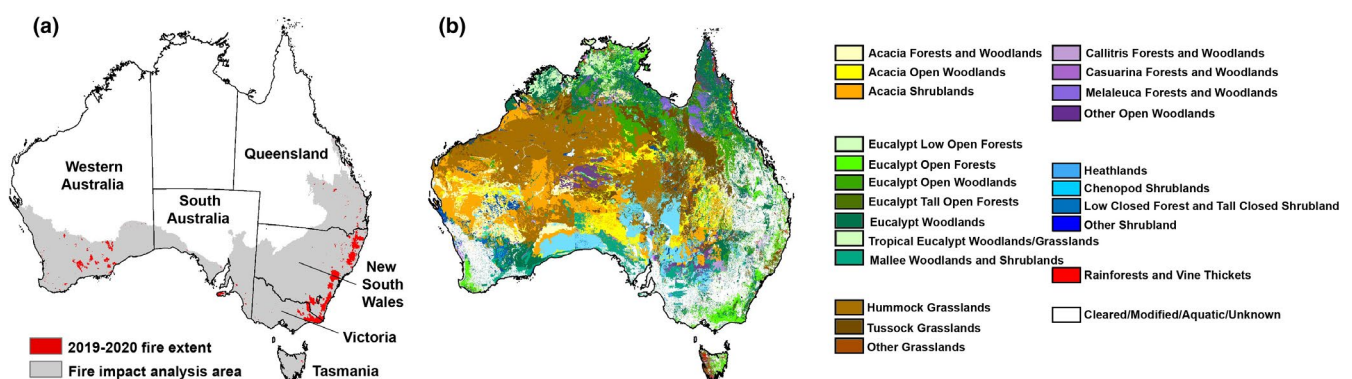 (a)
Western
Australia
South
Australia
Queensland
New
South
Wales
Victoria
Tasmania
2019-2020 fire extent
Fire impact analysis area
(b)
Acacia Forests and Woodlands
Acacia Open Woodlands
Acacia Shrublands
Eucalypt Low Open Forests
Eucalypt Open Forests
Eucalypt Open Woodlands
Eucalypt Tall Open Forests
Eucalypt Woodlands
Tropical Eucalypt Woodlands/Grasslands
Mallee Woodlands and Shrublands
Hummock Grasslands
Tussock Grasslands
Other Grasslands
Callitris Forests and Woodlands
Casuarina Forests and Woodlands
Melaleuca Forests and Woodlands
Other Open Woodlands
Heathlands
Chenopod Shrublands
Low Closed Forest and Tall Closed Shrubland
Other Shrubland
Rainforests and Vine Thickets
Cleared/Modified/Aquatic/Unknown